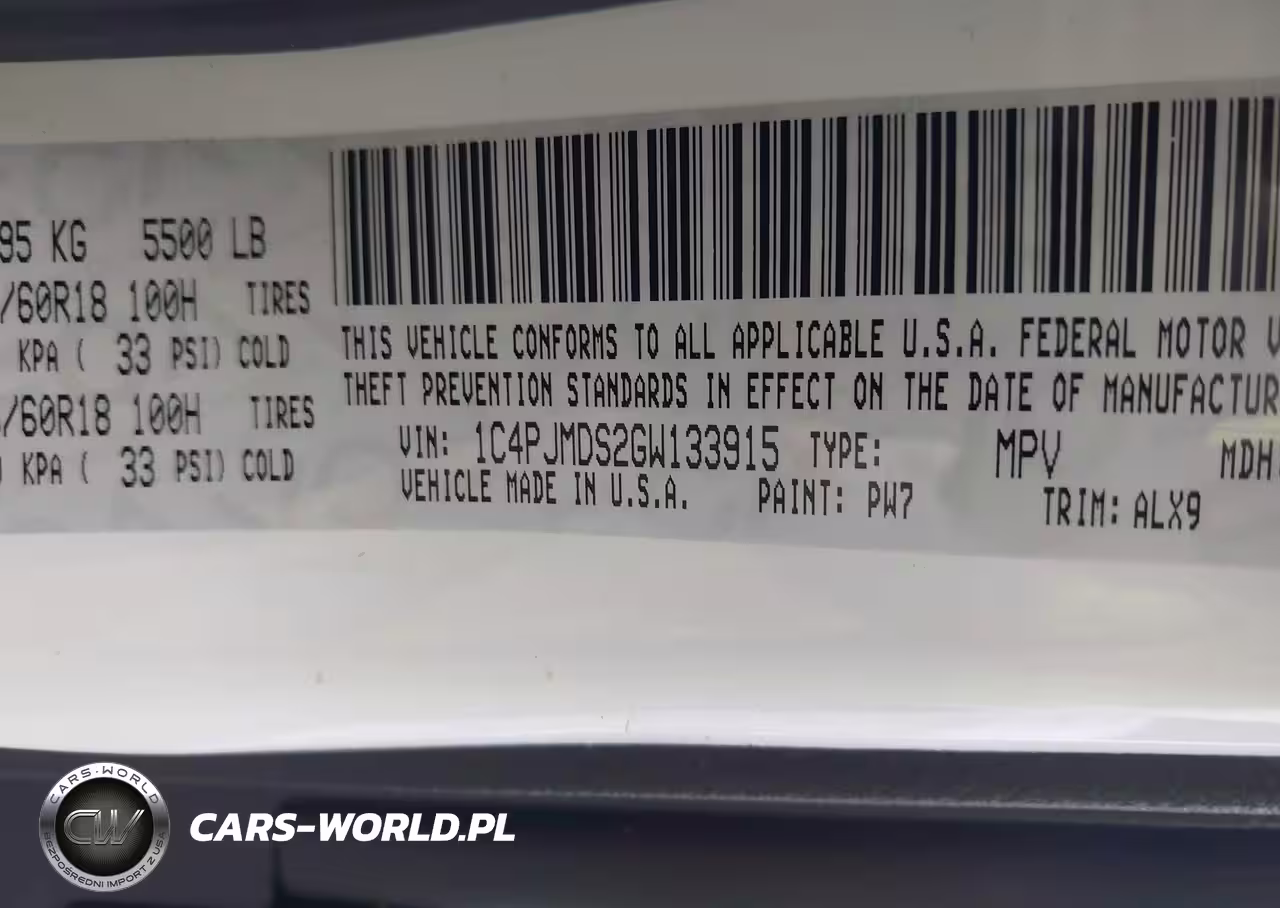 95 KG 5500 LB
/60R18 100H TIRES
KPA ( 33 PSI) COLD
/60R18 100H TIRES
KPA ( 33 PSI) COLD
THIS VEHICLE CONFORMS TO ALL APPLICABLE U.S.A. FEDERAL MOTOR V
THEFT PREVENTION STANDARDS IN EFFECT ON THE DATE OF MANUFACTUR
VIN: 1C4PJMDS2GW133915 TYPE: MPV MDH
VEHICLE MADE IN U.S.A. PAINT: PW7 TRIM: ALX9
CARS-WORLD
CW
BEZPOŚREDNI IMPORT Z USA
CARS-WORLD.PL